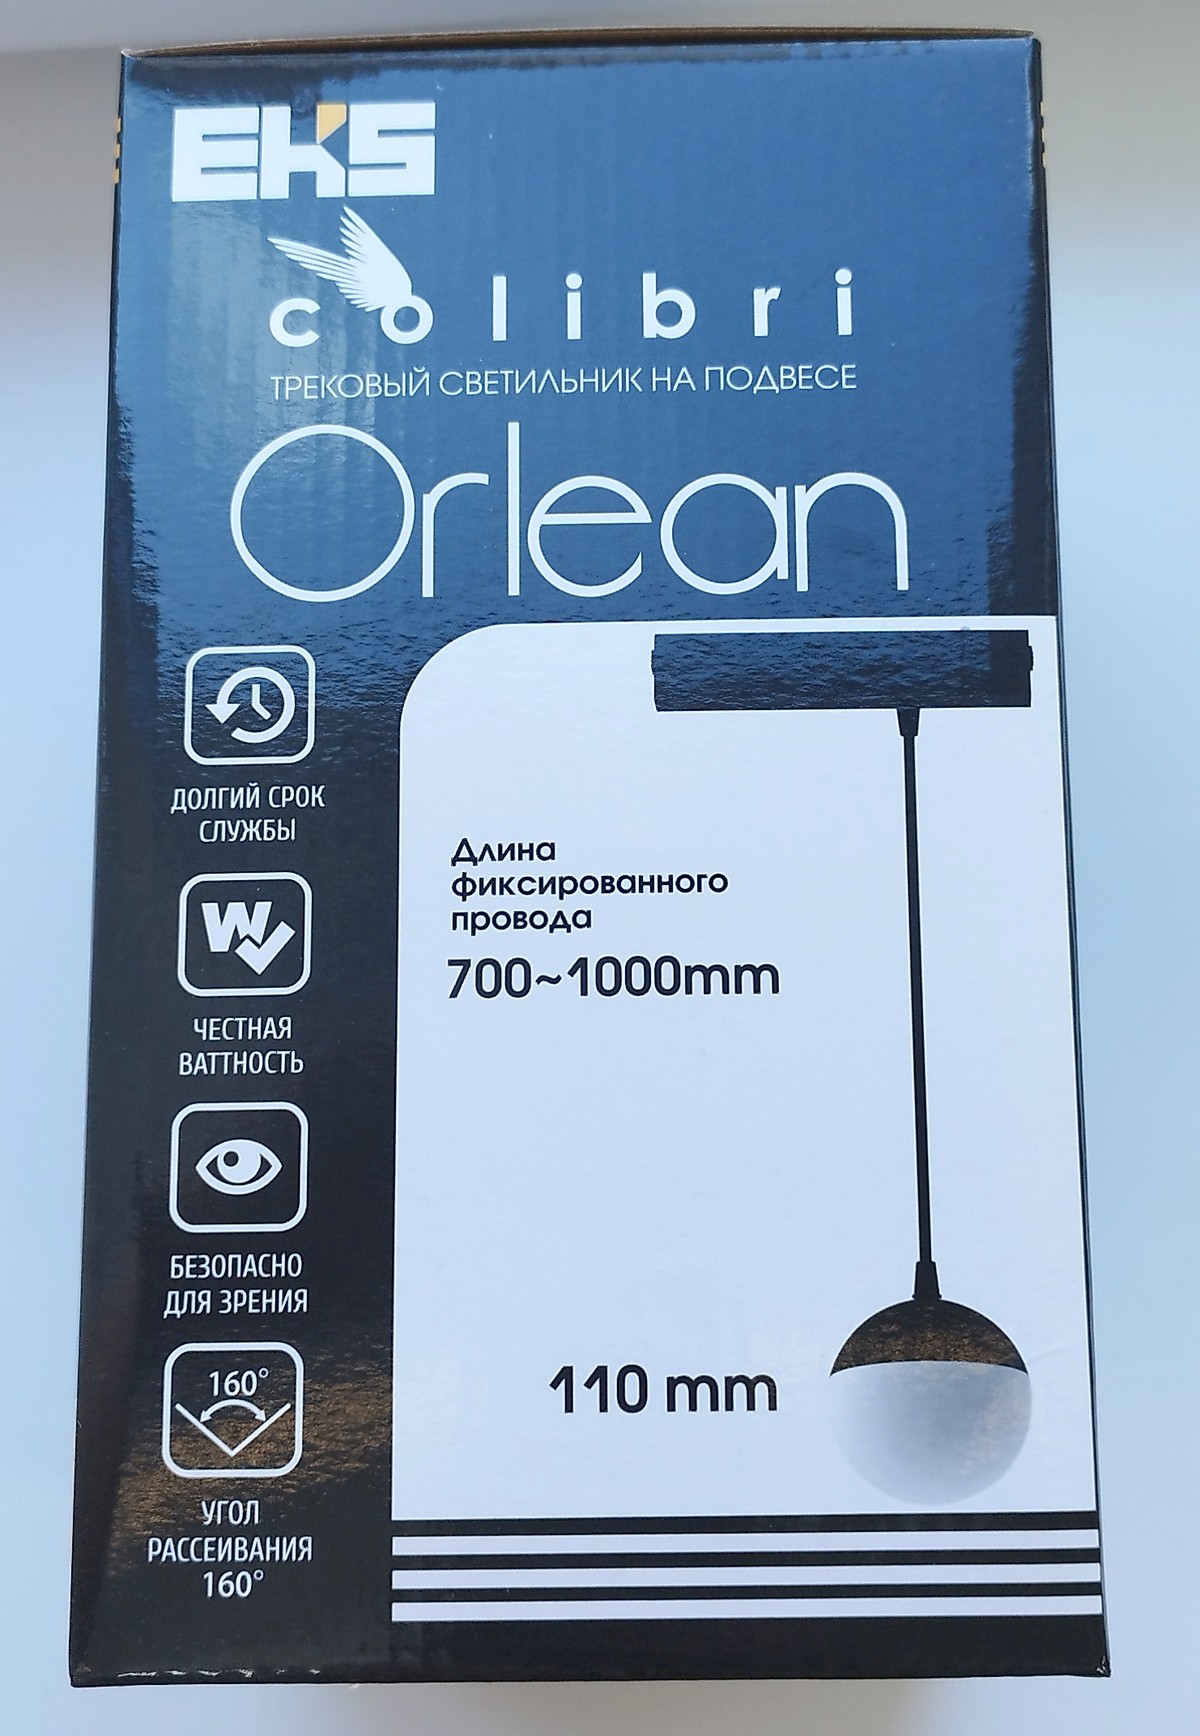 EKS
colibri
ТРЕКОВЫЙ СВЕТИЛЬНИК НА ПОДВЕСЕ
Orlean
ДОЛГИЙ СРОК
СЛУЖБЫ
W
ЧЕСТНАЯ
ВАТТНОСТЬ
БЕЗОПАСНО
ДЛЯ ЗРЕНИЯ
160°
УГОЛ
РАССЕИВАНИЯ
160°
Длина
фиксированного
провода
700~1000mm
110 mm